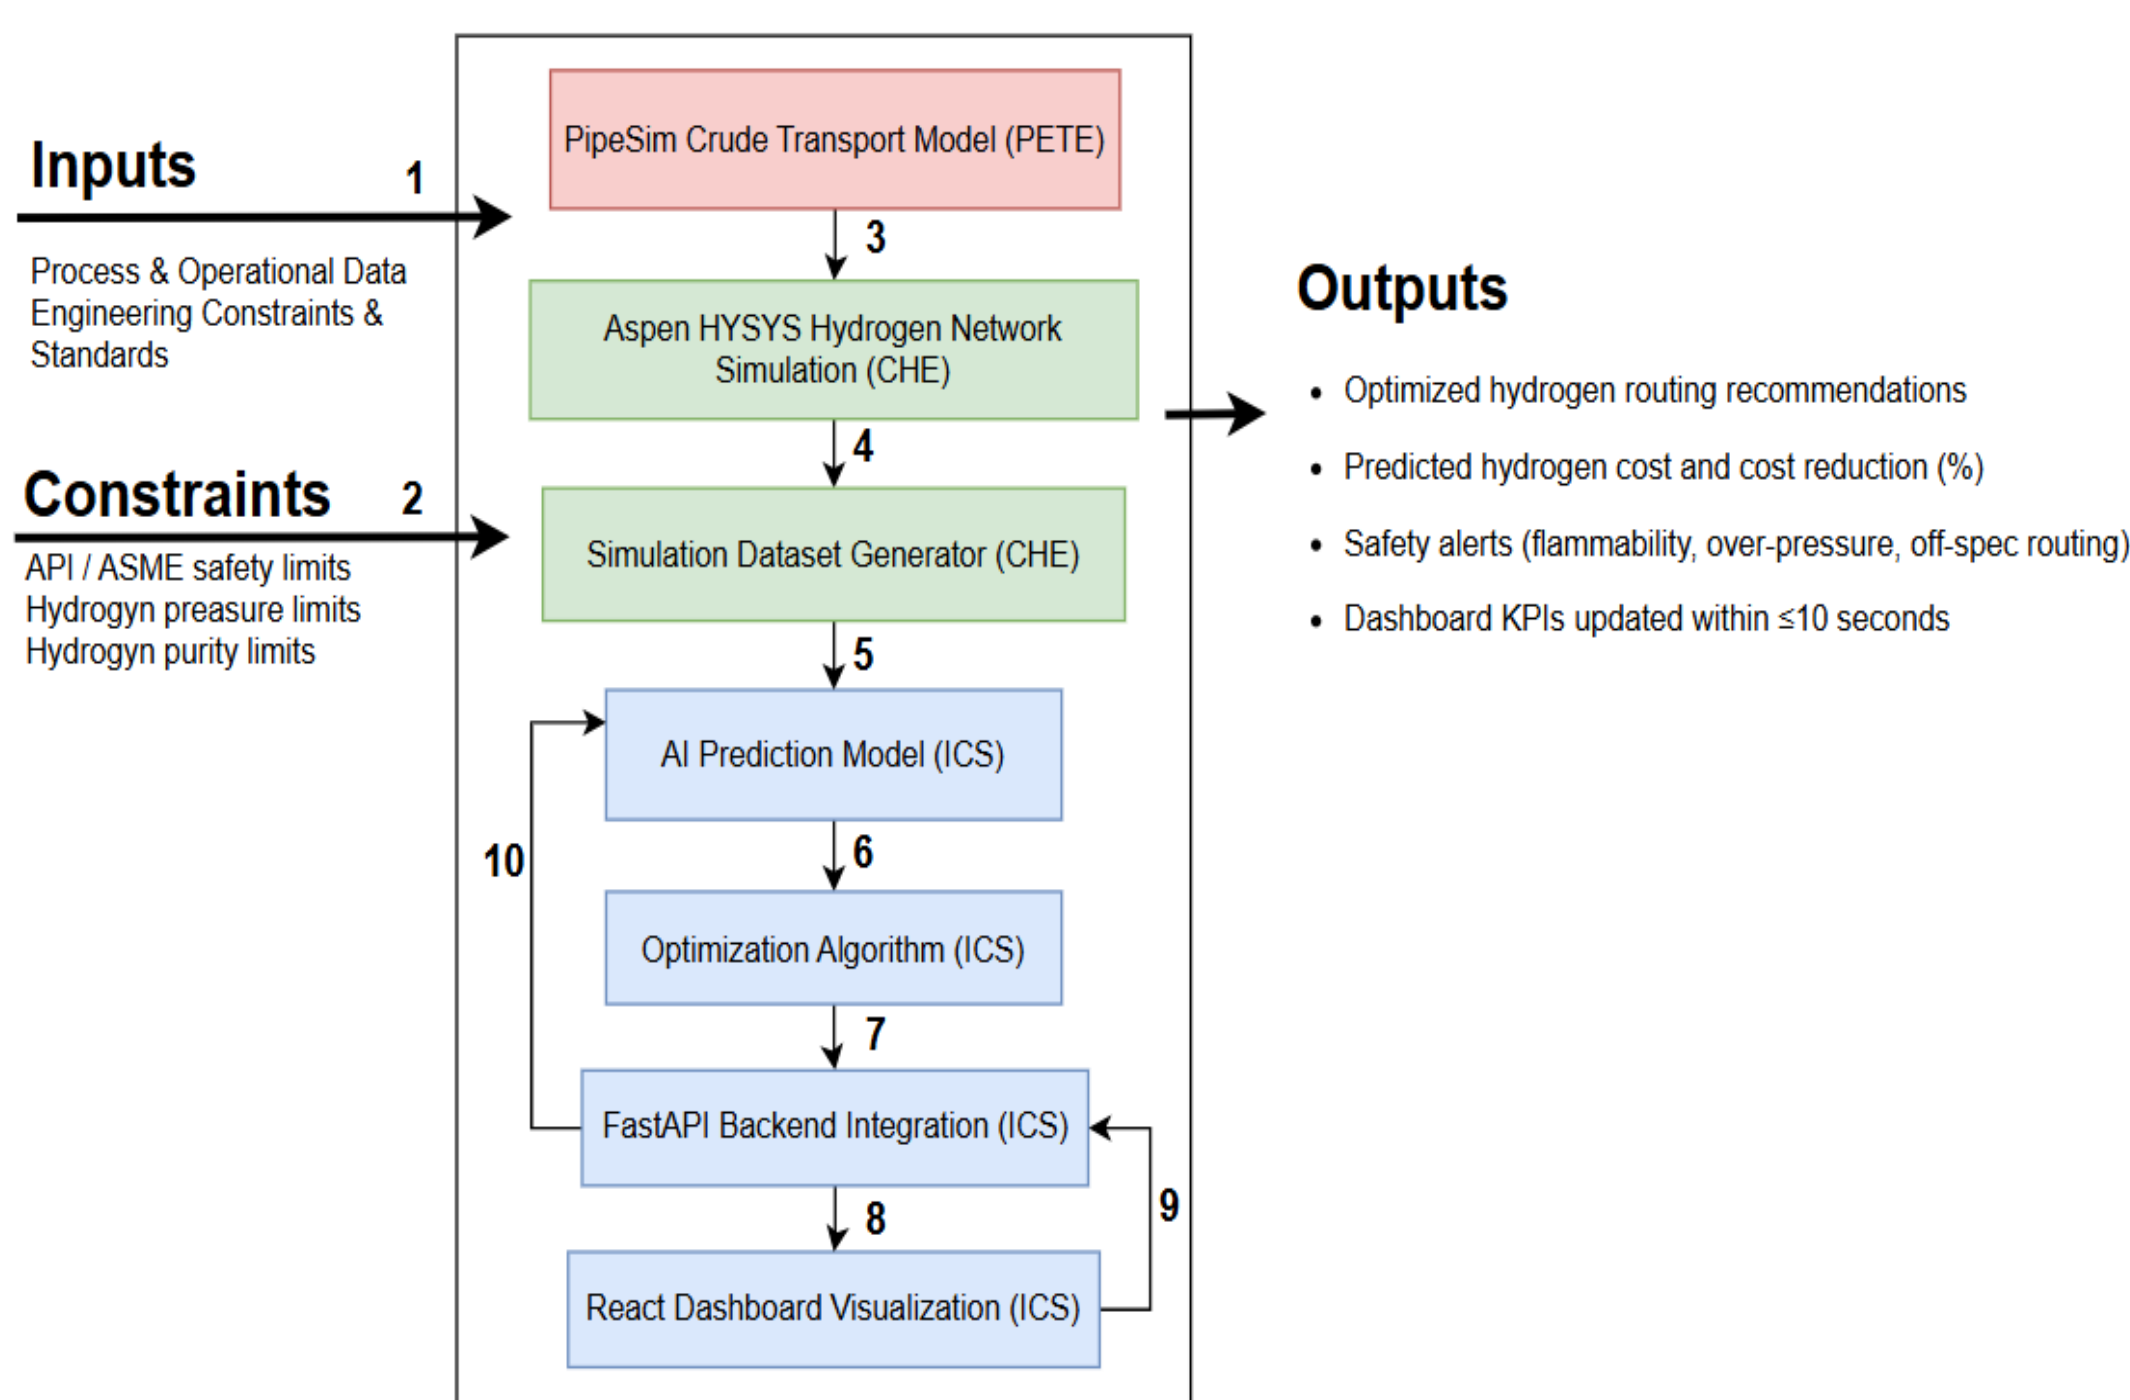 Inputs
1
Process & Operational Data
Engineering Constraints &
Standards
Constraints
2
API / ASME safety limits
Hydrogyn preasure limits
Hydrogyn purity limits
PipeSim Crude Transport Model (PETE)
3
Aspen HYSYS Hydrogen Network
Simulation (CHE)
4
Simulation Dataset Generator (CHE)
5
AI Prediction Model (ICS)
10
6
Optimization Algorithm (ICS)
7
FastAPI Backend Integration (ICS)
8
9
React Dashboard Visualization (ICS)
Outputs
• Optimized hydrogen routing recommendations
• Predicted hydrogen cost and cost reduction (%)
• Safety alerts (flammability, over-pressure, off-spec routing)
• Dashboard KPIs updated within ≤10 seconds